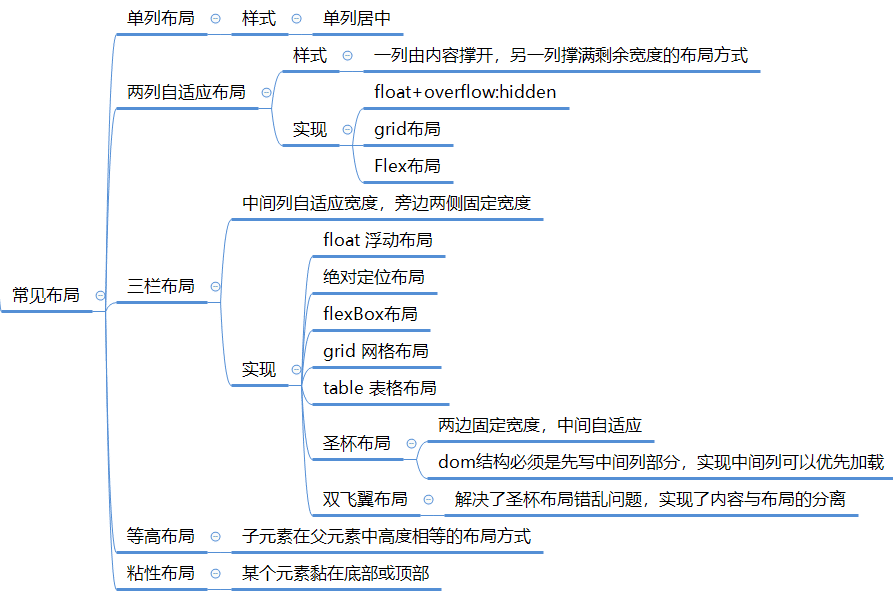 单列布局
样式
单列居中
样式
一列由内容撑开，另一列撑满剩余宽度的布局方式
两列自适应布局
float+overflow:hidden
实现
grid布局
Flex布局
中间列自适应宽度，旁边两侧固定宽度
float 浮动布局
绝对定位布局
三栏布局
常见布局
flexBox布局
grid 网格布局
实现
table 表格布局
两边固定宽度，中间自适应
圣杯布局
dom结构必须是先写中间列部分，实现中间列可以优先加载
双飞翼布局
解决了圣杯布局错乱问题，实现了内容与布局的分离
等高布局
子元素在父元素中高度相等的布局方式
粘性布局
某个元素黏在底部或顶部